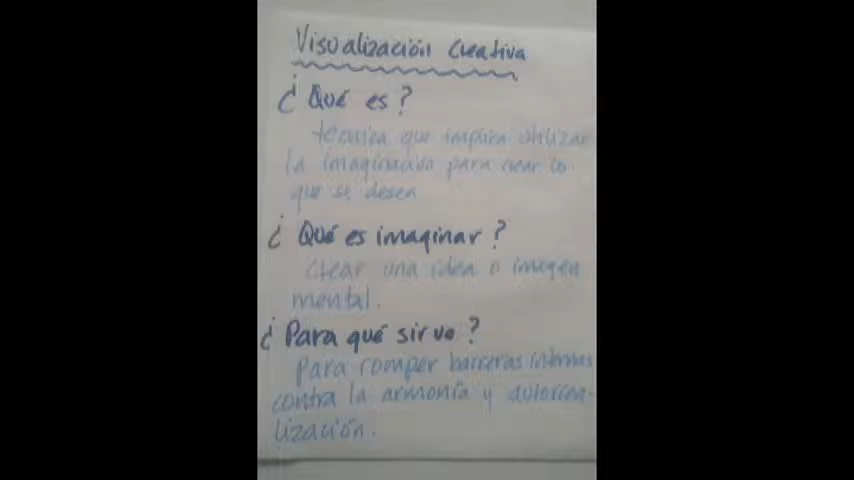 Visualización Creativa
¿Qué es?
técnica que implica utilizar
la imaginación para crear lo
que se desea
¿Qué es imaginar?
Crear una idea o imagen
mental.
¿Para qué sirve?
Para romper barreras internas
contra la armonía y autorrea-
lización.